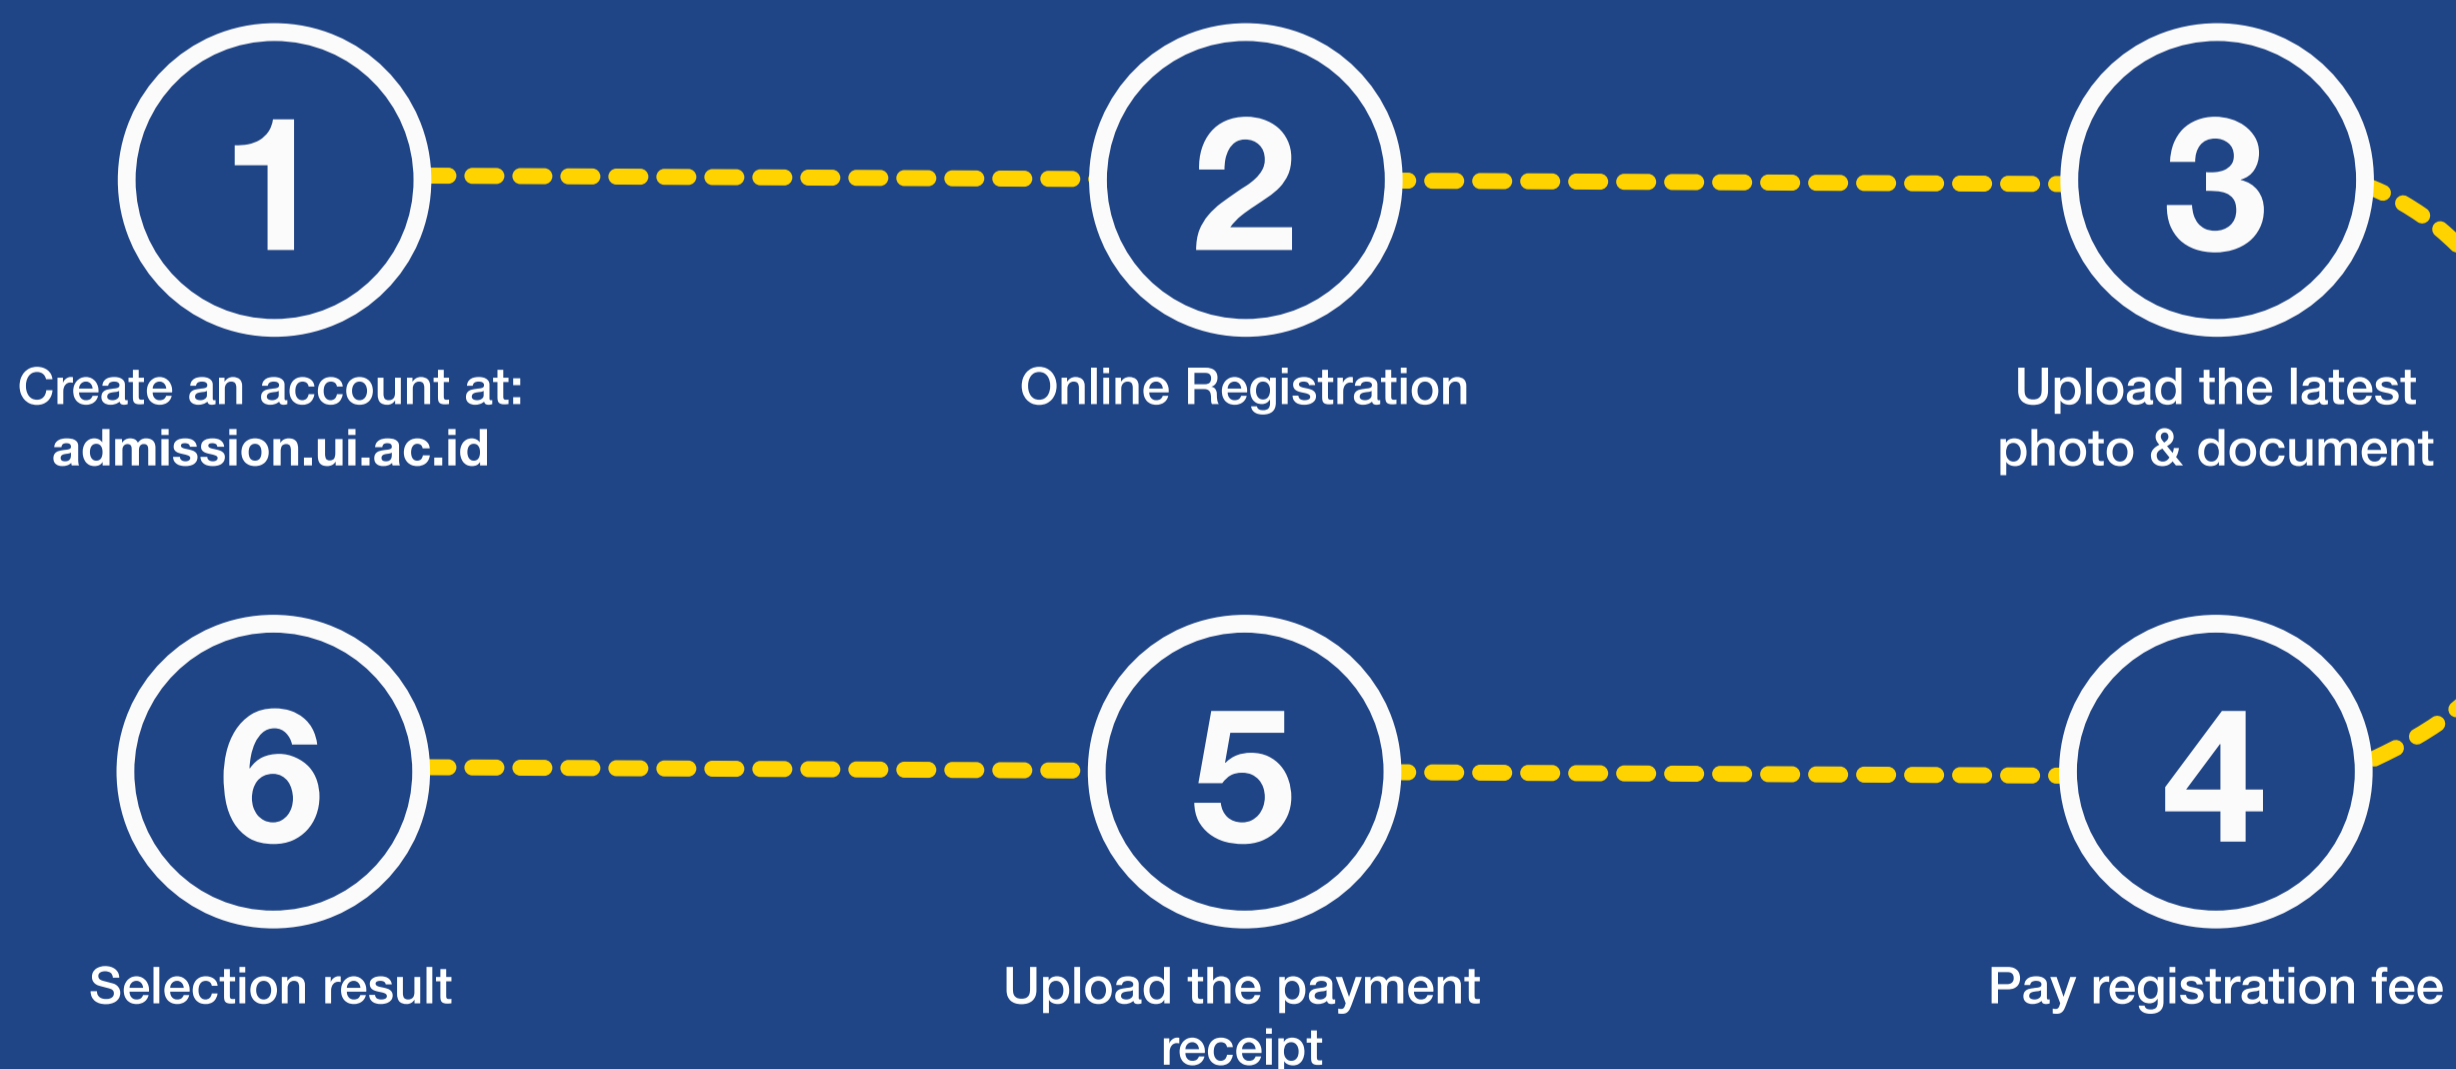 1
Create an account at:
admission.ui.ac.id
2
Online Registration
3
Upload the latest
photo & document
4
Pay registration fee
5
Upload the payment
receipt
6
Selection result